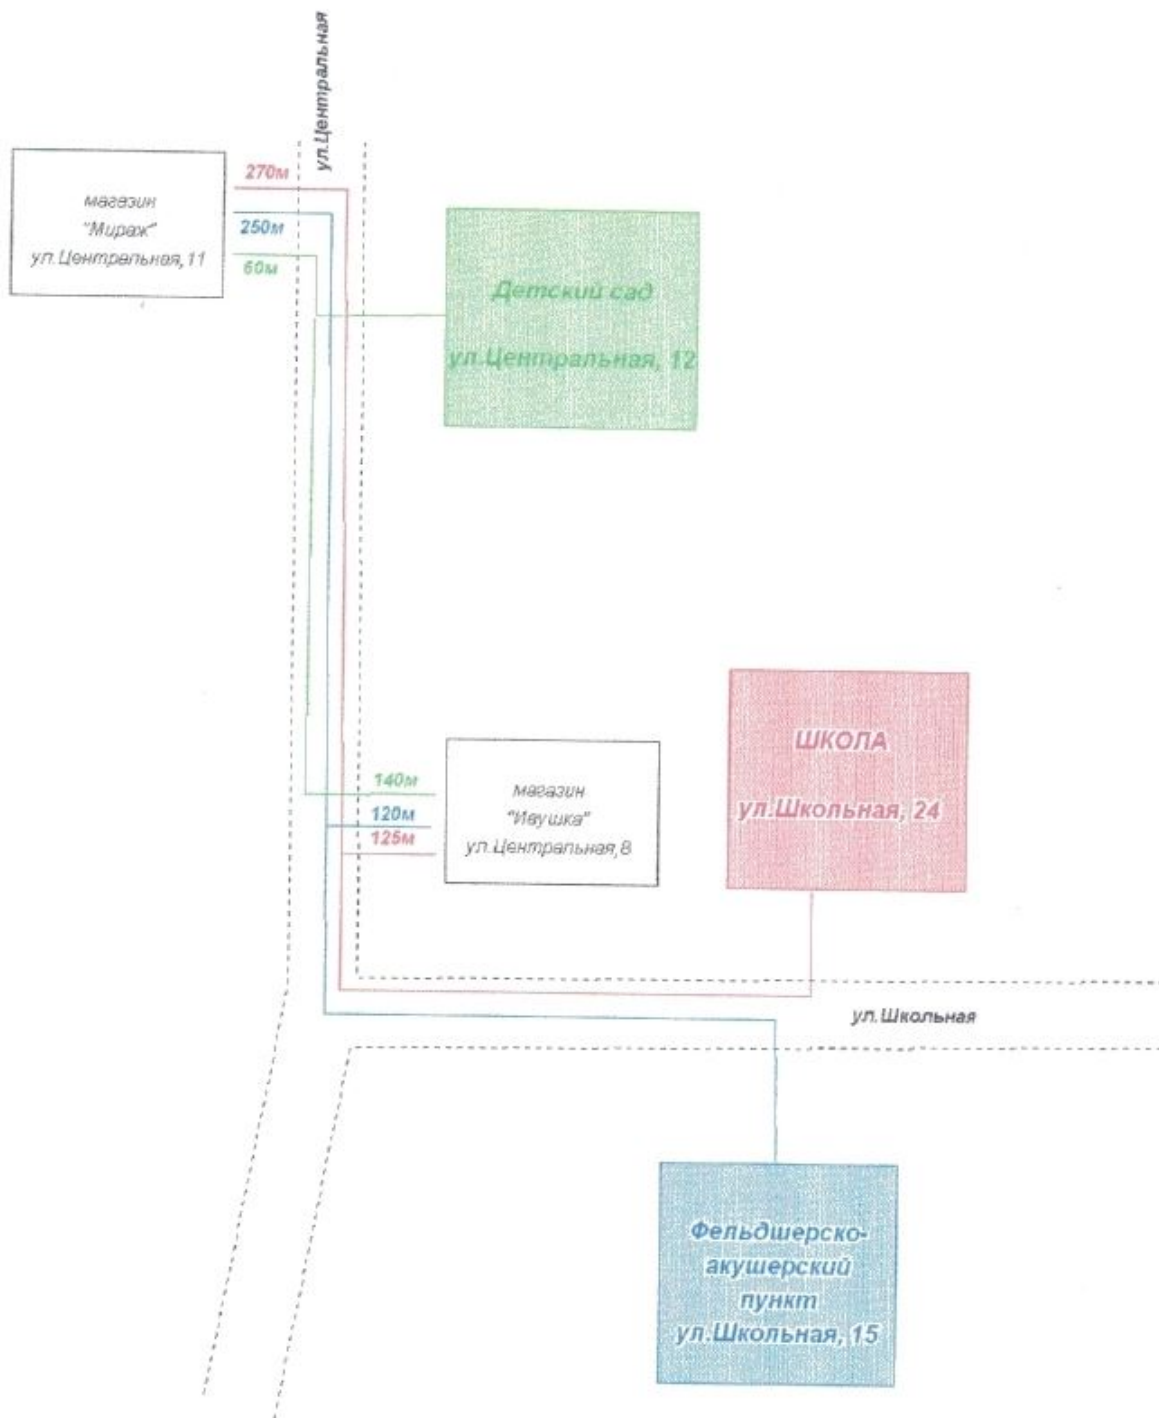 ул.Центральная
270м
магазин
"Мираж"
ул.Центральная,11
250м
60м
Детский сад
ул.Центральная, 12
ШКОЛА
ул.Школьная, 24
140м
магазин
120м
"Ивушка"
125м
ул.Центральная,8
ул.Школьная
Фельдшерско-
акушерский
пункт
ул.Школьная, 15